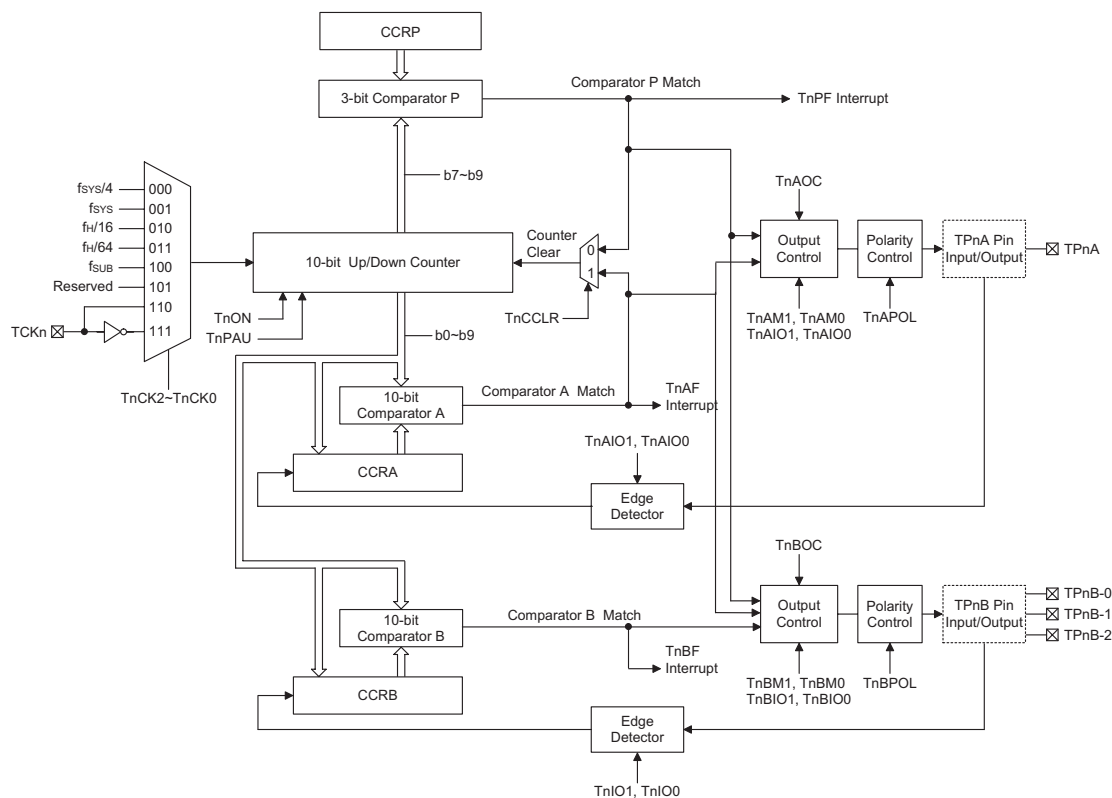 CCRP
3-bit Comparator P
Comparator P Match
TnPF Interrupt
b7~b9
fSYS/4
000
fSYS
001
fH/16
010
fH/64
011
fSUB
100
Reserved
101
110
TCKn
111
TnCK2~TnCK0
10-bit Up/Down Counter
TnON
TnPAU
Counter
Clear
0
1
TnCCLR
b0~b9
TnAOC
Output
Control
Polarity
Control
TPnA Pin
Input/Output
TPnA
TnAM1, TnAM0
TnAIO1, TnAIO0
TnAPOL
10-bit
Comparator A
Comparator A Match
TnAF
Interrupt
CCRA
TnAIO1, TnAIO0
Edge
Detector
TnBOC
Output
Control
Polarity
Control
TPnB Pin
Input/Output
TPnB-0
TPnB-1
TPnB-2
10-bit
Comparator B
Comparator B Match
TnBF
Interrupt
TnBM1, TnBM0
TnBIO1, TnBIO0
TnBPOL
CCRB
Edge
Detector
TnIO1, TnIO0